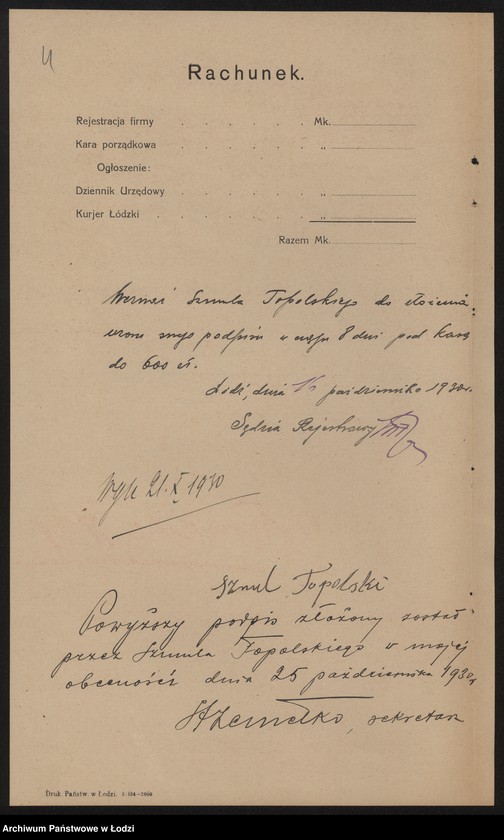 4
Rachunek.
Rejestracja firmy . . . . . . Mk.
Kara porządkowa . . . . . . „
Ogłoszenie:
Dziennik Urzędowy . . . . . . „
Kurjer Łódzki . . . . . . . „
Razem Mk.
Wezwać Szmula Topolskiego do złożenia
wzoru swego podpisu w ciągu 8 dni pod karą
do 600 zł.
Łódź, dnia 16 października 1930r.
Sędzia Rejestrowy
Wyk 21.X 1930
Szmul Topolski
Powyższy podpis złożony został
przez Szmula Topolskiego w mojej
obecności dnia 25 października 1930 r
sekretarz
Druk. Państw. w Łodzi.
Archiwum Państwowe w Łodzi